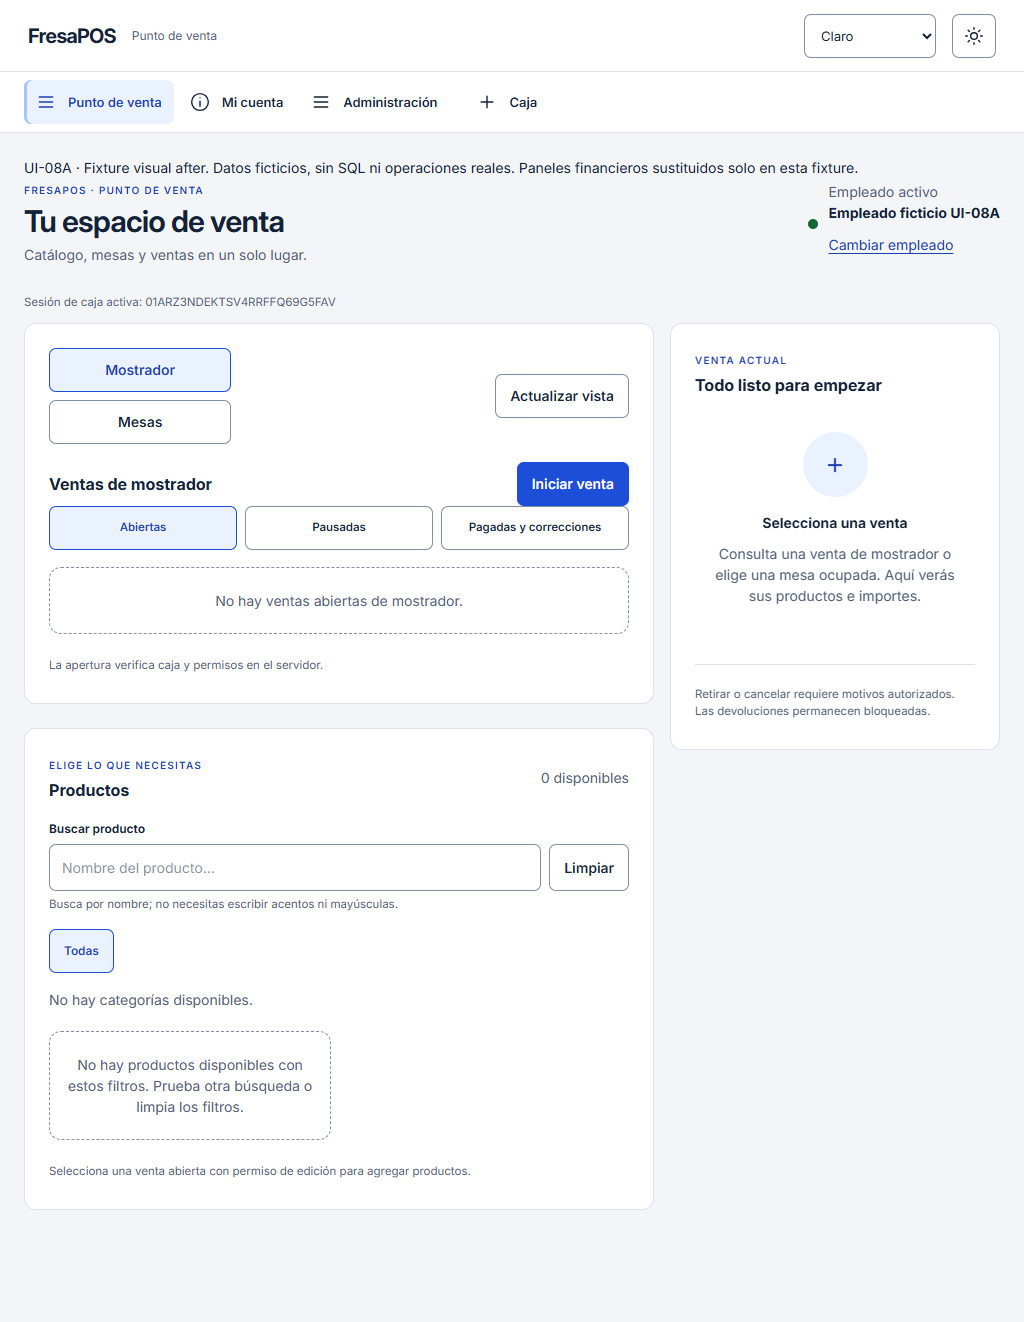 FresaPOS
Punto de venta
Claro
Punto de venta
Mi cuenta
Administración
Caja
UI-08A · Fixture visual after. Datos ficticios, sin SQL ni operaciones reales. Paneles financieros sustituidos solo en esta fixture.
FRESAPOS · PUNTO DE VENTA
Tu espacio de venta
Catálogo, mesas y ventas en un solo lugar.
Empleado activo
Empleado ficticio UI-08A
Cambiar empleado
Sesión de caja activa: 01ARZ3NDEKTSV4RRFFQ69G5FAV
Mostrador
Mesas
Actualizar vista
Ventas de mostrador
Iniciar venta
Abiertas
Pausadas
Pagadas y correcciones
No hay ventas abiertas de mostrador.
La apertura verifica caja y permisos en el servidor.
VENTA ACTUAL
Todo listo para empezar
Selecciona una venta
Consulta una venta de mostrador o
elige una mesa ocupada. Aquí verás
sus productos e importes.
Retirar o cancelar requiere motivos autorizados.
Las devoluciones permanecen bloqueadas.
ELIGE LO QUE NECESITAS
Productos
0 disponibles
Buscar producto
Nombre del producto...
Limpiar
Busca por nombre; no necesitas escribir acentos ni mayúsculas.
Todas
No hay categorías disponibles.
No hay productos disponibles con
estos filtros. Prueba otra búsqueda o
limpia los filtros.
Selecciona una venta abierta con permiso de edición para agregar productos.